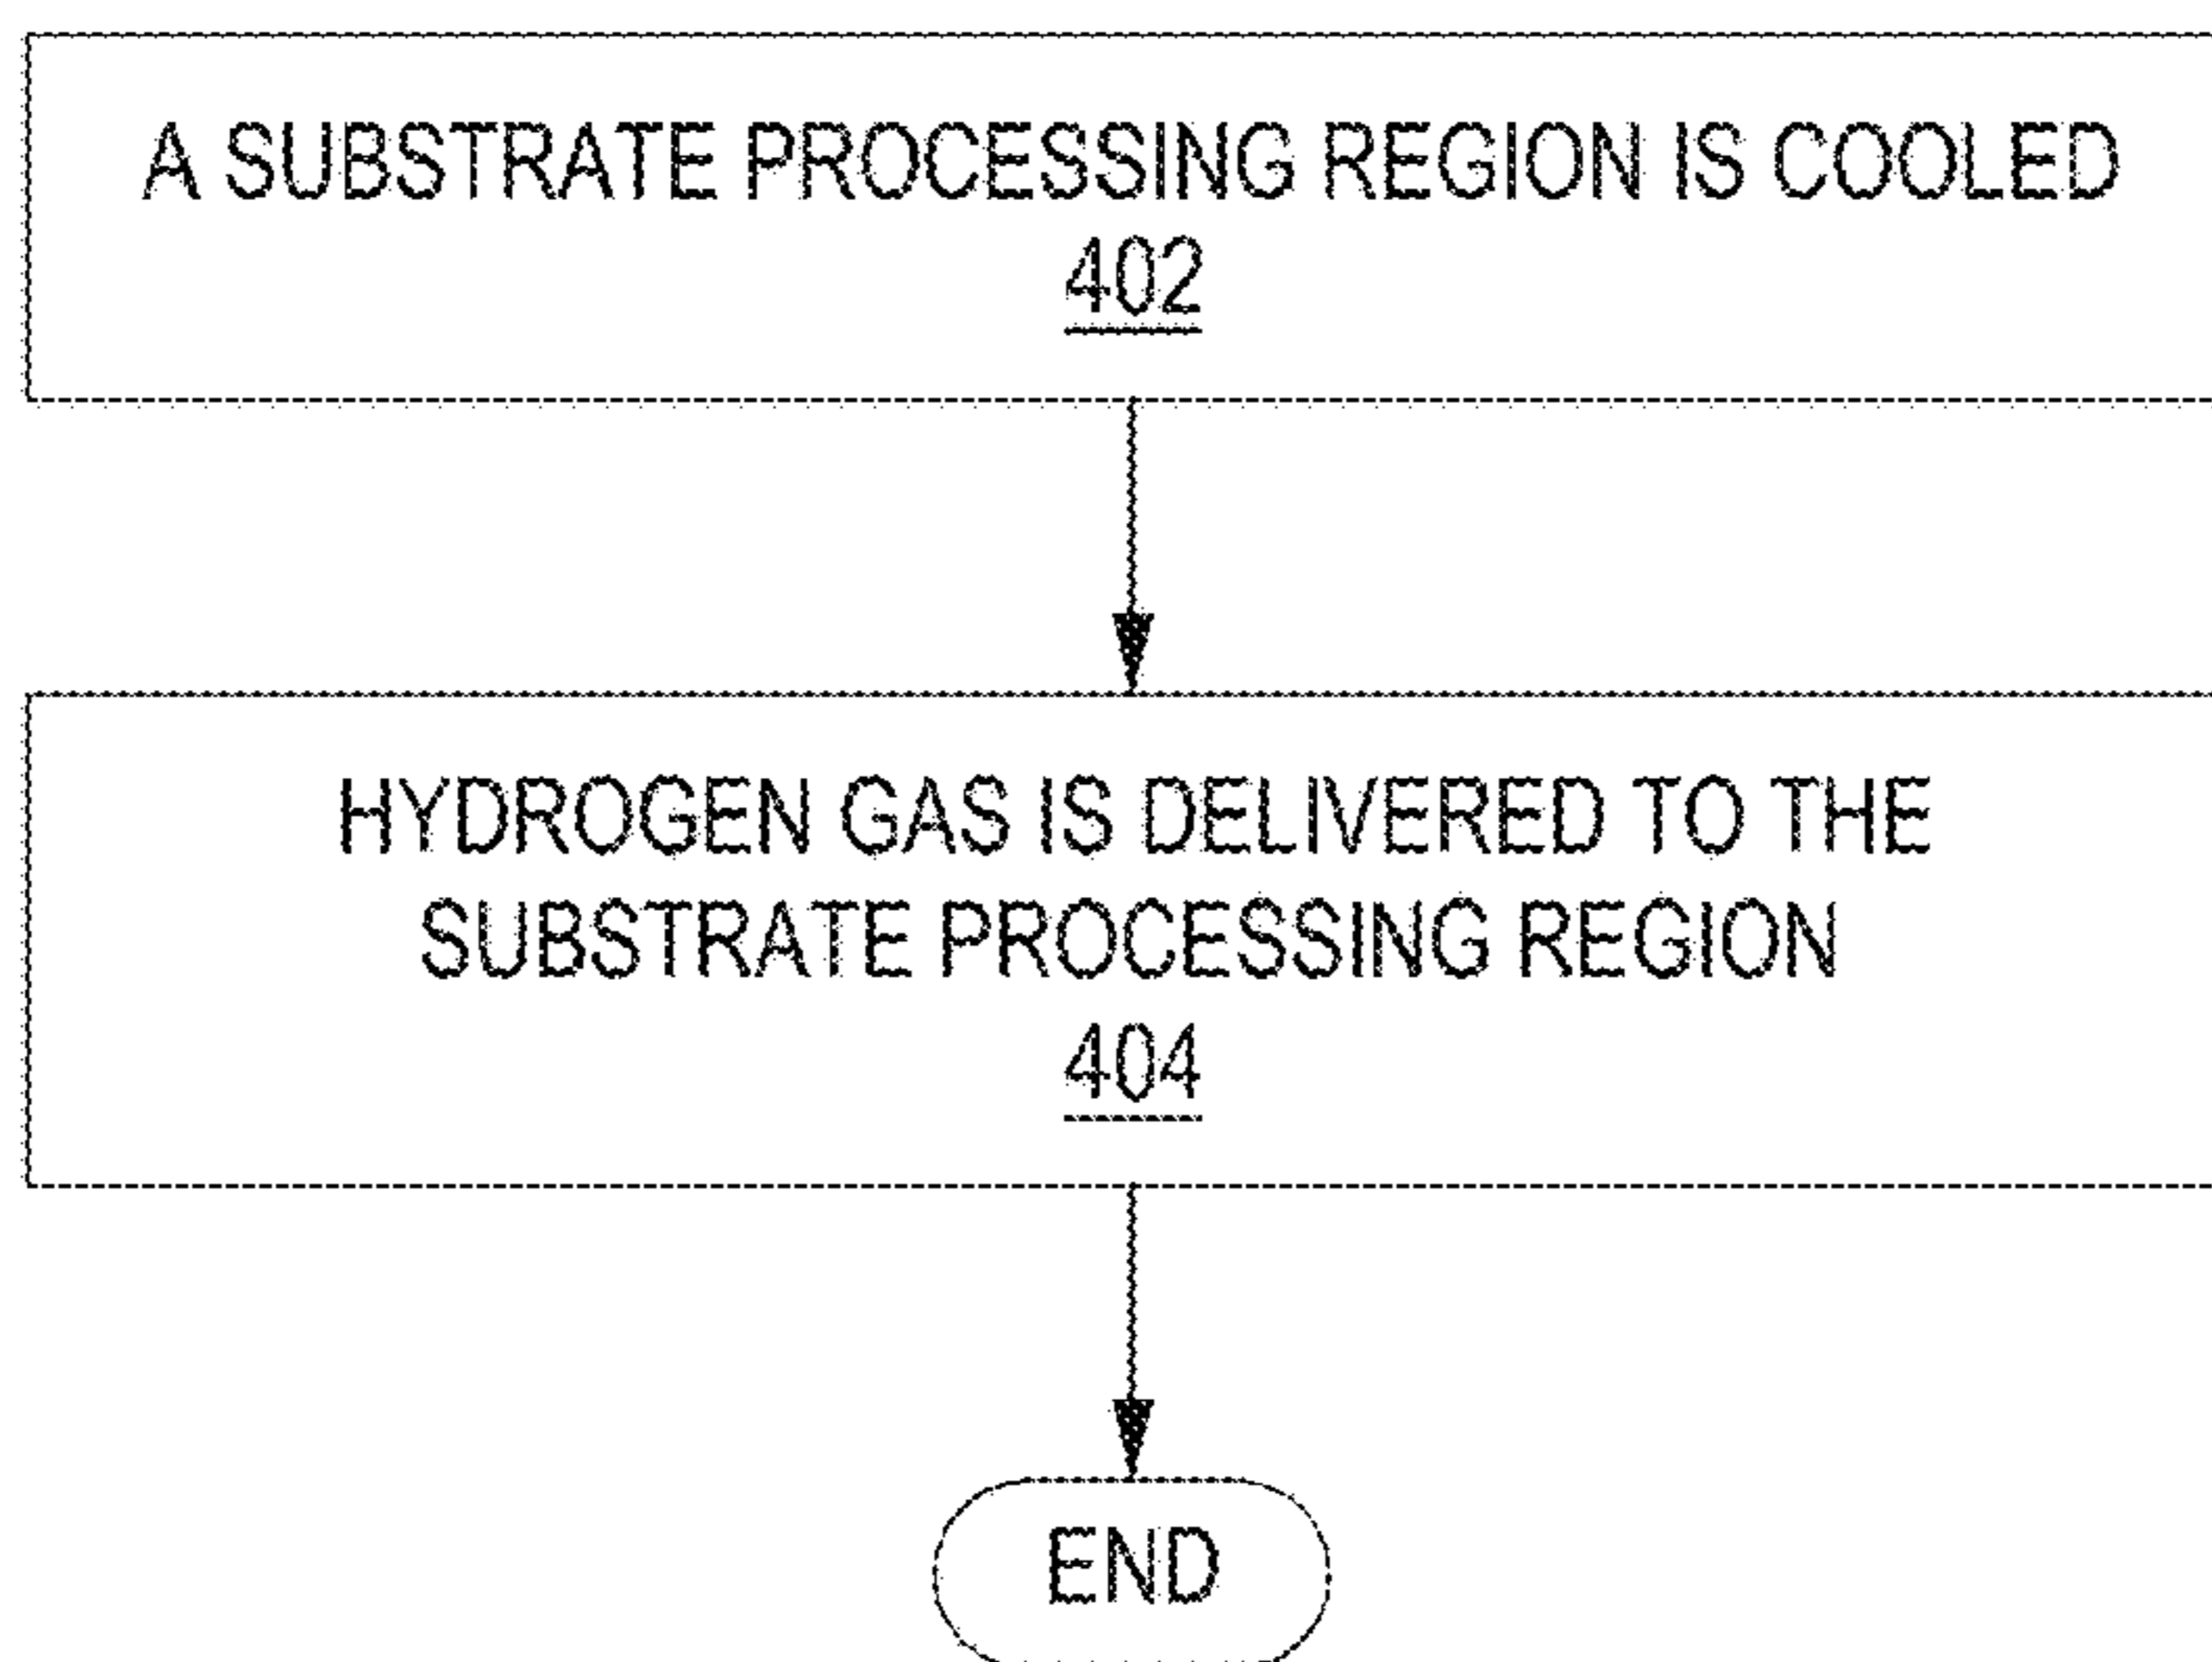 A SUBSTRATE PROCESSING REGION IS COOLED
402
HYDROGEN GAS IS DELIVERED TO THE
SUBSTRATE PROCESSING REGION
404
END